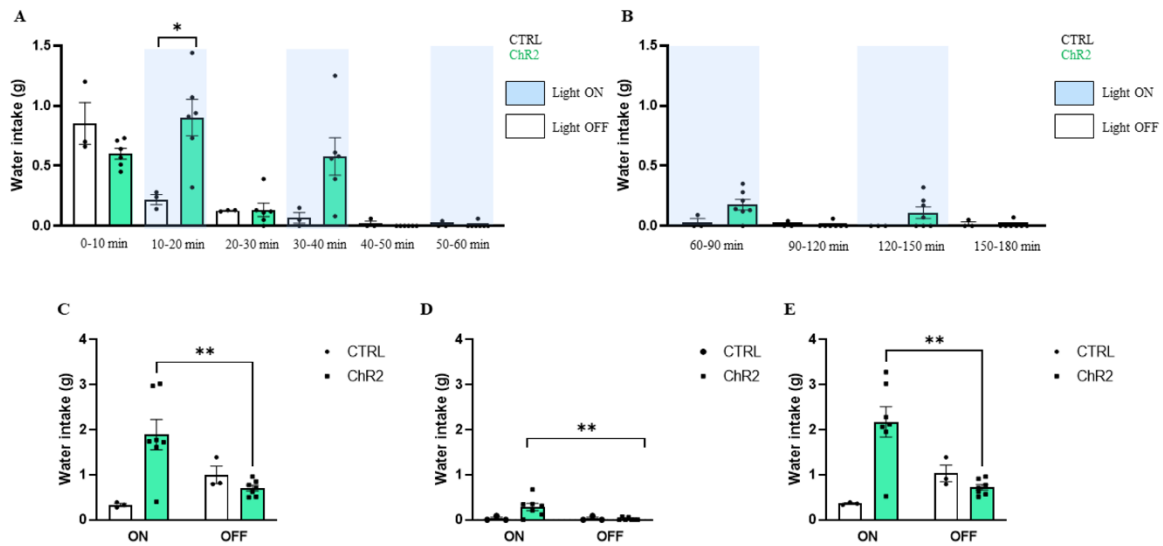 A
Water intake (g)
1.5
1.0
0.5
0.0
*
0-10 min
10-20 min
20-30 min
30-40 min
40-50 min
50-60 min
CTRL
ChR2
Light ON
Light OFF
B
Water intake (g)
1.5
1.0
0.5
0.0
60-90 min
90-120 min
120-150 min
150-180 min
CTRL
ChR2
Light ON
Light OFF
C
Water intake (g)
4
3
2
1
0
**
ON
OFF
CTRL
ChR2
D
Water intake (g)
4
3
2
1
0
**
ON
OFF
CTRL
ChR2
E
Water intake (g)
4
3
2
1
0
**
ON
OFF
CTRL
ChR2